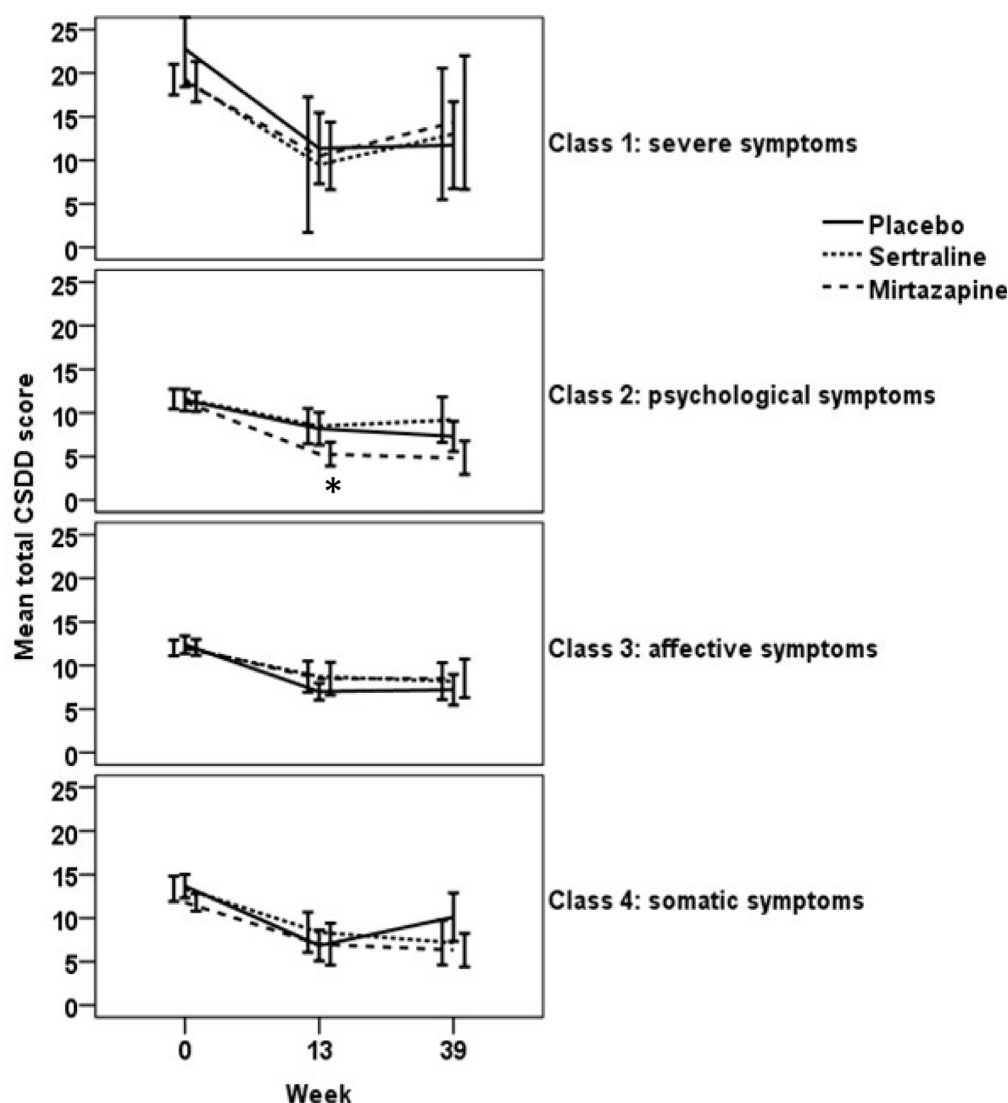 Mean total CSDD score
25
20
15
10
5
0
Class 1: severe symptoms
Placebo
Sertraline
Mirtazapine
25
20
15
10
5
0
*
Class 2: psychological symptoms
25
20
15
10
5
0
Class 3: affective symptoms
25
20
15
10
5
0
Class 4: somatic symptoms
0 13 39
Week